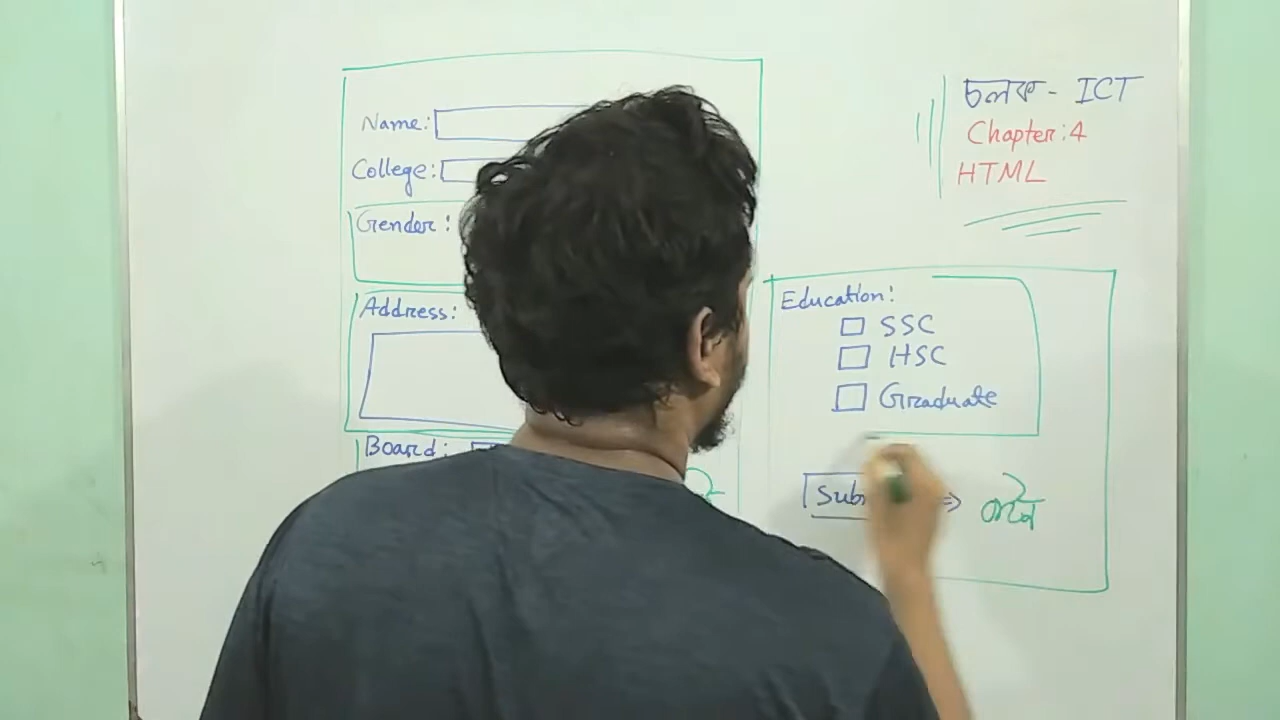 Name:
College:
Gender:
Address:
Board:
চলক - ICT
Chapter: 4
HTML
Education:
SSC
HSC
Graduate